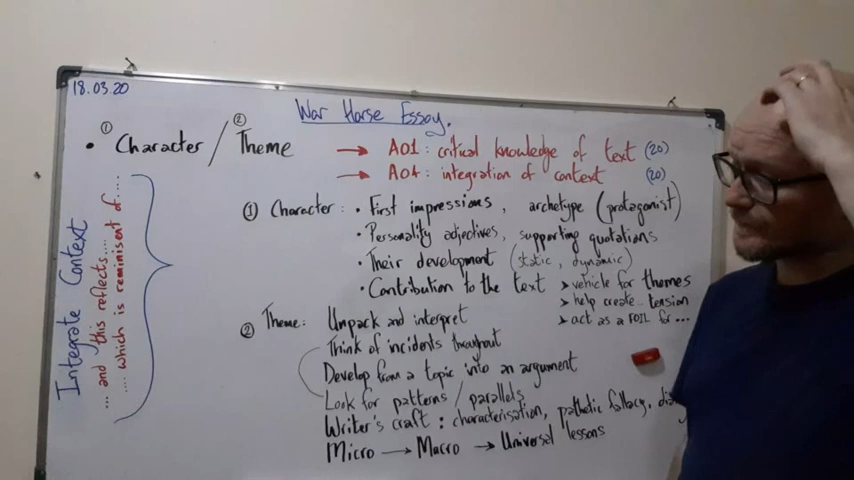 18.03.20
War Horse Essay.
① • Character / ② Theme → AO1: critical knowledge of text (20)
→ AO4: integration of context (20)
Integrate Context
... and this reflects....
.... which is reminisent of ....
① Character: • First impressions, archetype (protagonist)
• Personality adjectives, supporting quotations
• Their development (static, dynamic)
• Contribution to the text ➤ vehicle for themes
➤ help create tension
➤ act as a FOIL for ...
② Theme: Unpack and interpret
Think of incidents throughout
Develop from a topic into an argument
Look for patterns / parallels
Writer's craft: characterisation, pathetic fallacy,
Micro → Macro → Universal lessons